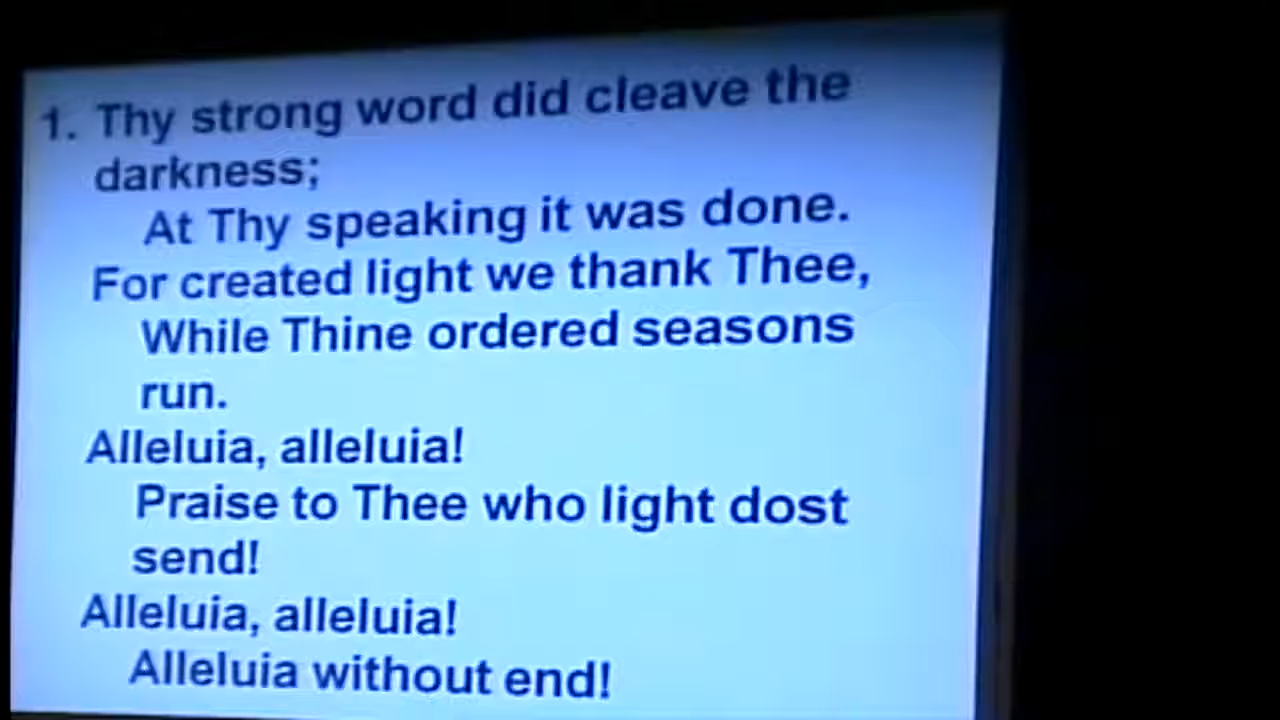 1. Thy strong word did cleave the
darkness;
At Thy speaking it was done.
For created light we thank Thee,
While Thine ordered seasons
run.
Alleluia, alleluia!
Praise to Thee who light dost
send!
Alleluia, alleluia!
Alleluia without end!